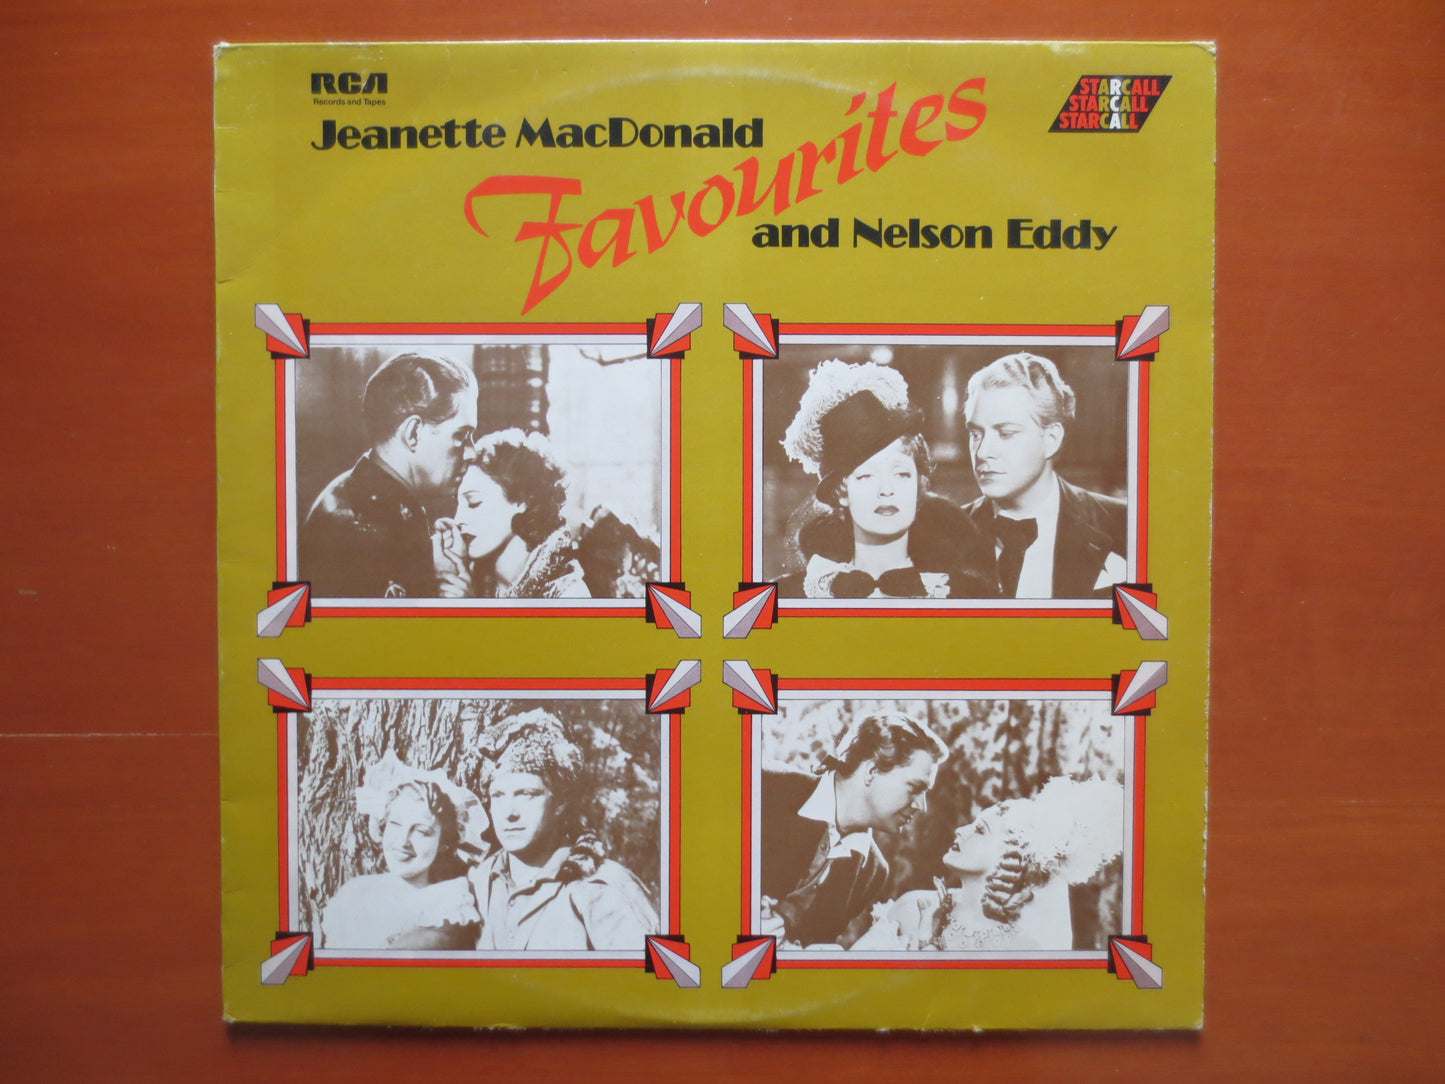 RCA
Records and Tapes
STARCALL
STARCALL
STARCALL
Jeanette MacDonald
Favourites
and Nelson Eddy